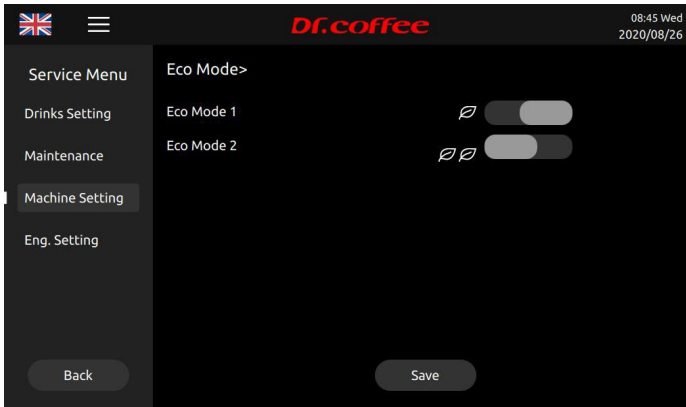 Dr.coffee
08:45 Wed
2020/08/26
Service Menu
Drinks Setting
Maintenance
Machine Setting
Eng. Setting
Back
Eco Mode>
Eco Mode 1
Eco Mode 2
Save